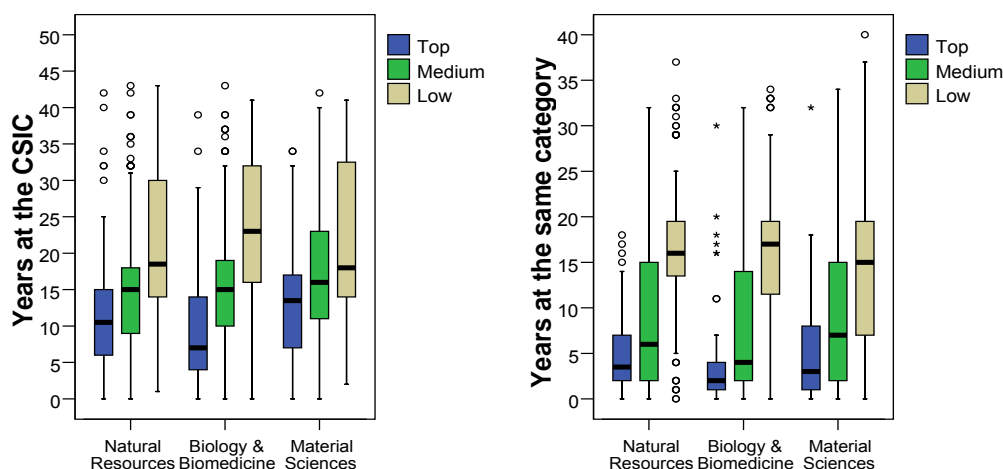 Years at the CSIC
50
45
40
35
30
25
20
15
10
5
0
Natural
Resources
Biology &
Biomedicine
Material
Sciences
Top
Medium
Low
Years at the same category
40
35
30
25
20
15
10
5
0
Natural
Resources
Biology &
Biomedicine
Material
Sciences
Top
Medium
Low